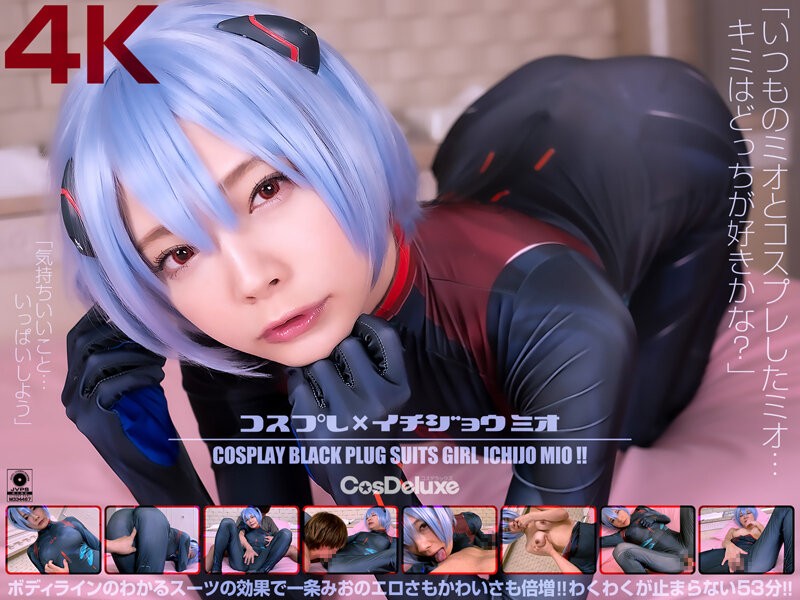 4K
「いつものミオとコスプレしたミオ…
キミはどっちが好きかな？」
「気持ちいいこと…
いっぱいしよう」
コスプレ×イチジョウ ミオ
COSPLAY BLACK PLUG SUITS GIRL ICHIJO MIO !!
CosDeluxe
JVPS
ボディラインのわかるスーツの効果で一条みおのエロさもかわいさも倍増!!わくわくが止まらない53分!!